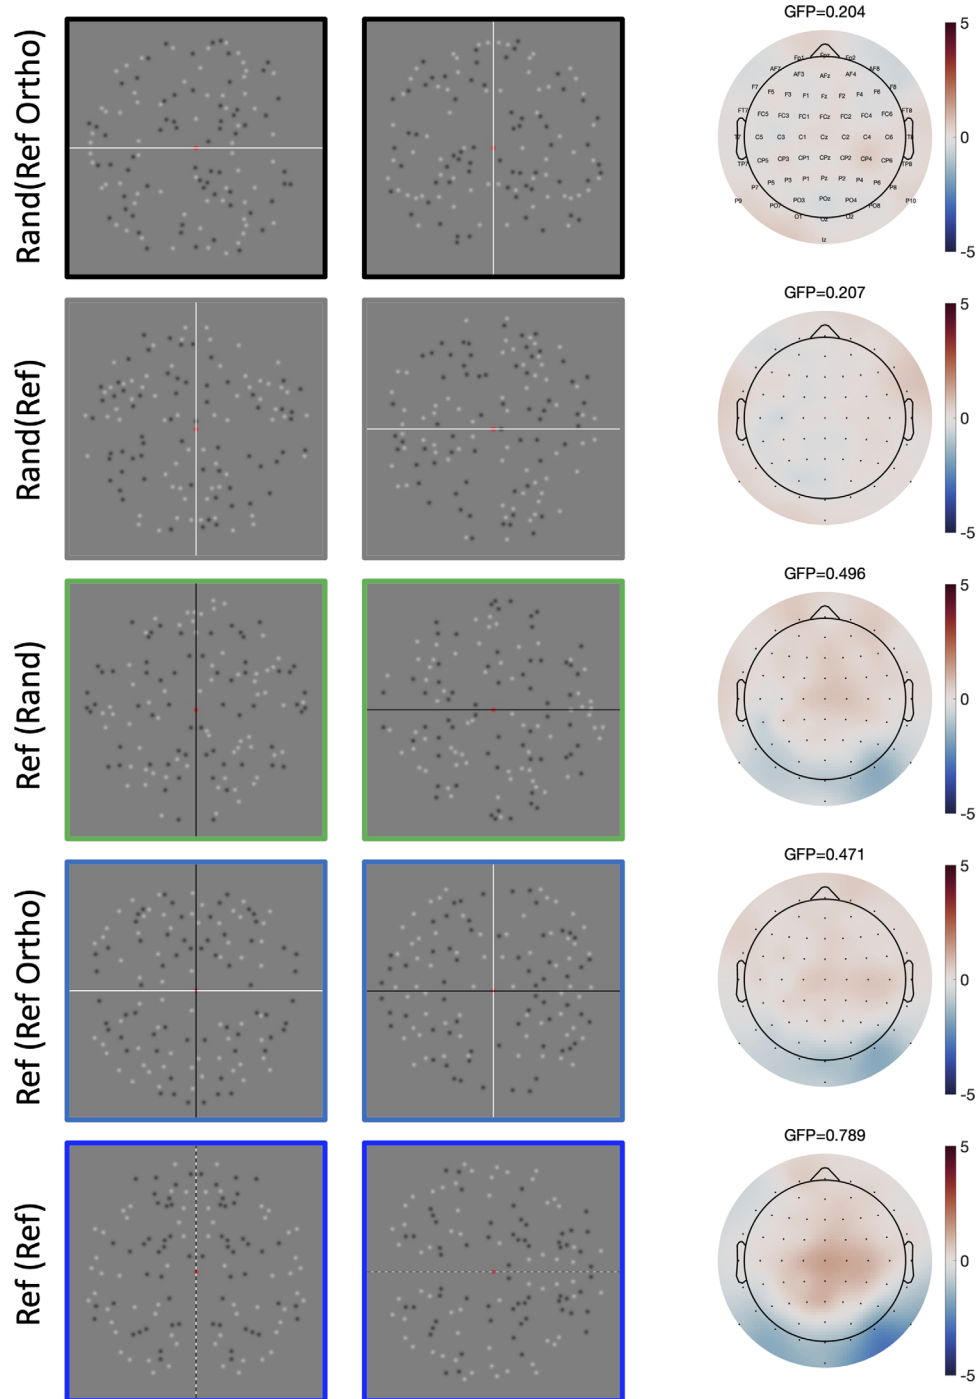 Rand(Ref Ortho)
GFP=0.204
Fp1 Fpz Fp2
AF7 AF3 AFz AF4 AF8
F7 F5 F3 F1 Fz F2 F4 F6 F8
FT7 FC5 FC3 FC1 FCz FC2 FC4 FC6 FT8
T7 C5 C3 C1 Cz C2 C4 C6 T8
TP7 CP5 CP3 CP1 CPz CP2 CP4 CP6 TP8
P7 P5 P3 P1 Pz P2 P4 P6 P8
P9 PO7 PO3 POz PO4 PO8 P10
O1 Oz O2
Iz
5
0
-5
Rand(Ref)
GFP=0.207
5
0
-5
Ref (Rand)
GFP=0.496
5
0
-5
Ref (Ref Ortho)
GFP=0.471
5
0
-5
Ref (Ref)
GFP=0.789
5
0
-5